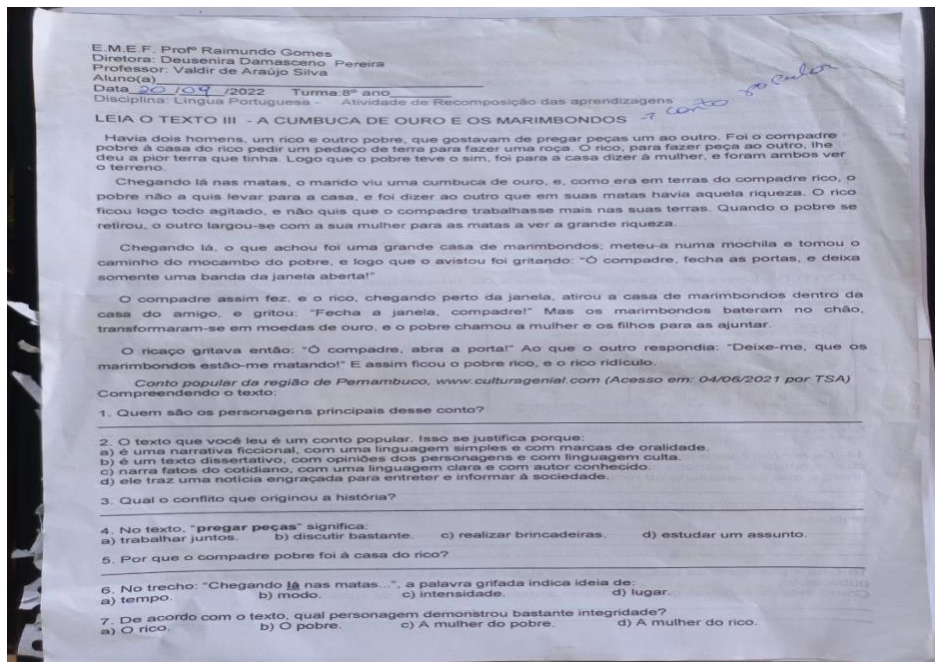 E.M.E.F. Profº Raimundo Gomes
Diretora: Deusenira Damasceno Pereira
Professor: Valdir de Araújo Silva
Aluno(a)
Data 20/09/2022 Turma 8º ano
Disciplina: Língua Portuguesa - Atividade de Recomposição das aprendizagens
→ conto popular
LEIA O TEXTO III - A CUMBUCA DE OURO E OS MARIMBONDOS
Havia dois homens, um rico e outro pobre, que gostavam de pregar peças um ao outro. Foi o compadre
pobre à casa do rico pedir um pedaço de terra para fazer uma roça. O rico, para fazer peça ao outro, lhe
deu a pior terra que tinha. Logo que o pobre teve o sim, foi para a casa dizer à mulher, e foram ambos ver
o terreno.
Chegando lá nas matas, o marido viu uma cumbuca de ouro, e, como era em terras do compadre rico, o
pobre não a quis levar para a casa, e foi dizer ao outro que em suas matas havia aquela riqueza. O rico
ficou logo todo agitado, e não quis que o compadre trabalhasse mais nas suas terras. Quando o pobre se
retirou, o outro largou-se com a sua mulher para as matas a ver a grande riqueza.
Chegando lá, o que achou foi uma grande casa de marimbondos; meteu-a numa mochila e tomou o
caminho do mocambo do pobre, e logo que o avistou foi gritando: “Ó compadre, fecha as portas, e deixa
somente uma banda da janela aberta!”
O compadre assim fez, e o rico, chegando perto da janela, atirou a casa de marimbondos dentro da
casa do amigo, e gritou: “Fecha a janela, compadre!” Mas os marimbondos bateram no chão,
transformaram-se em moedas de ouro, e o pobre chamou a mulher e os filhos para as ajuntar.
O ricaço gritava então: “Ó compadre, abra a porta!” Ao que o outro respondia: “Deixe-me, que os
marimbondos estão-me matando!” E assim ficou o pobre rico, e o rico ridículo.
Conto popular da região de Pernambuco, www.culturagenial.com (Acesso em: 04/06/2021 por TSA)
Compreendendo o texto:
1. Quem são os personagens principais desse conto?
2. O texto que você leu é um conto popular. Isso se justifica porque:
a) é uma narrativa ficcional, com uma linguagem simples e com marcas de oralidade.
b) é um texto dissertativo, com opiniões dos personagens e com linguagem culta.
c) narra fatos do cotidiano, com uma linguagem clara e com autor conhecido.
d) ele traz uma notícia engraçada para entreter e informar à sociedade.
3. Qual o conflito que originou a história?
4. No texto, “pregar peças” significa:
a) trabalhar juntos. b) discutir bastante. c) realizar brincadeiras. d) estudar um assunto.
5. Por que o compadre pobre foi à casa do rico?
6. No trecho: “Chegando lá nas matas...”, a palavra grifada indica ideia de:
a) tempo. b) modo. c) intensidade. d) lugar.
7. De acordo com o texto, qual personagem demonstrou bastante integridade?
a) O rico. b) O pobre. c) A mulher do pobre. d) A mulher do rico.